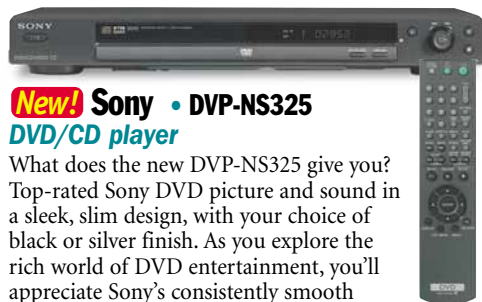 SONY
DVD
New! Sony • DVP-NS325
DVD/CD player
What does the new DVP-NS325 give you?
Top-rated Sony DVD picture and sound in
a sleek, slim design, with your choice of
black or silver finish. As you explore the
rich world of DVD entertainment, you'll
appreciate Sony's consistently smooth
DVD